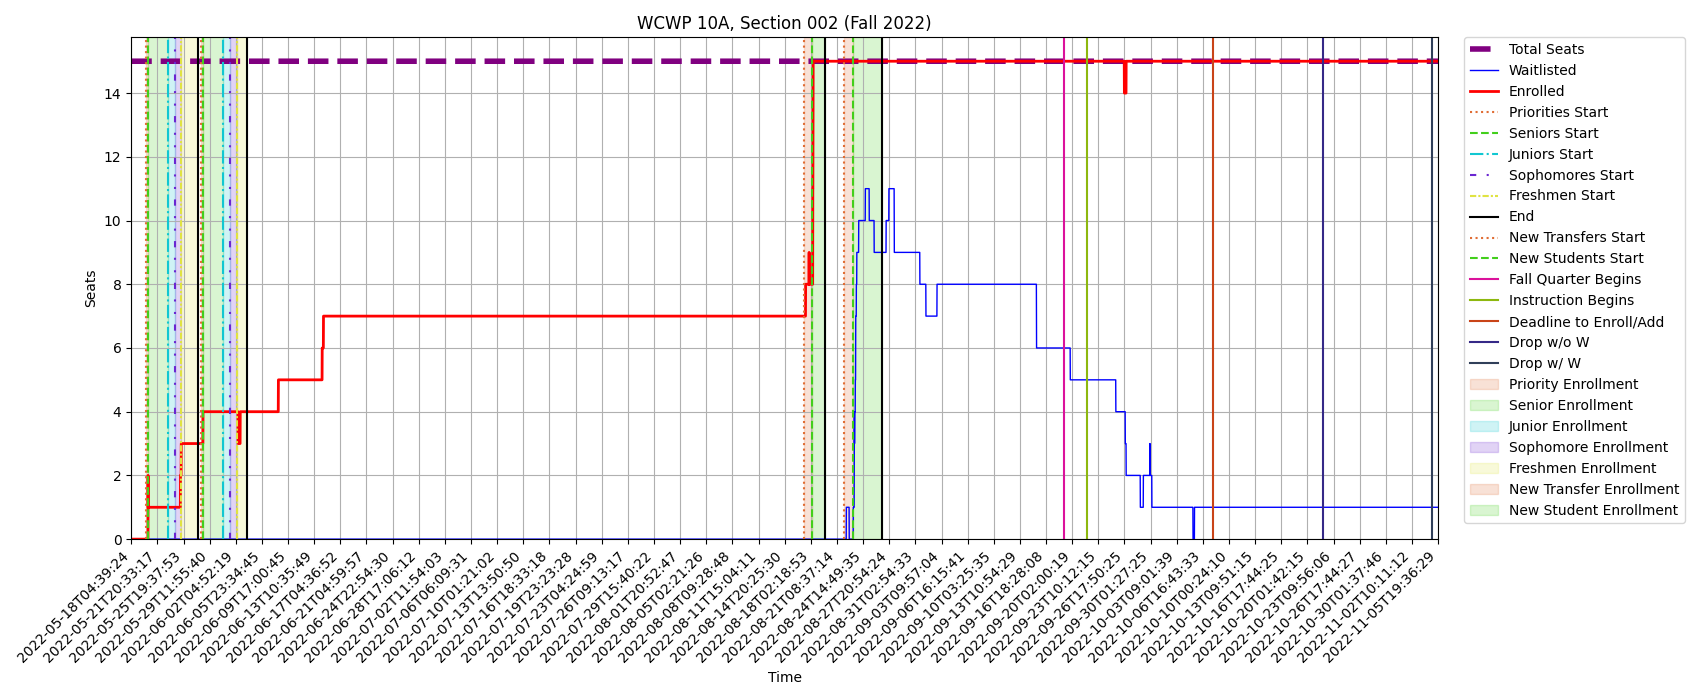 WCWP 10A, Section 002 (Fall 2022)
Seats
14
12
10
8
6
4
2
0
2022-05-18T04:39:24
2022-05-21T20:33:17
2022-05-25T19:37:53
2022-05-29T11:55:40
2022-06-02T04:52:19
2022-06-05T23:34:45
2022-06-09T17:00:45
2022-06-13T10:35:49
2022-06-17T04:36:52
2022-06-21T04:59:57
2022-06-24T22:54:30
2022-06-28T17:06:12
2022-07-02T11:54:03
2022-07-06T06:09:31
2022-07-10T01:21:02
2022-07-13T13:50:50
2022-07-16T18:33:18
2022-07-19T23:23:28
2022-07-23T04:24:59
2022-07-26T09:13:17
2022-07-29T15:40:22
2022-08-01T20:52:47
2022-08-05T02:21:26
2022-08-08T09:28:48
2022-08-11T15:04:11
2022-08-14T20:25:30
2022-08-18T02:18:53
2022-08-21T08:37:14
2022-08-24T14:49:35
2022-08-27T20:54:24
2022-08-31T02:54:33
2022-09-03T09:57:04
2022-09-06T16:15:41
2022-09-10T03:25:35
2022-09-13T10:54:29
2022-09-16T18:28:08
2022-09-20T02:00:19
2022-09-23T10:12:15
2022-09-26T17:50:25
2022-09-30T01:27:25
2022-10-03T09:01:39
2022-10-06T16:43:33
2022-10-10T00:24:10
2022-10-13T09:51:15
2022-10-16T17:44:25
2022-10-20T01:42:15
2022-10-23T09:56:06
2022-10-26T17:44:27
2022-10-30T01:37:46
2022-11-02T10:11:12
2022-11-05T19:36:29
Time
Total Seats
Waitlisted
Enrolled
Priorities Start
Seniors Start
Juniors Start
Sophomores Start
Freshmen Start
End
New Transfers Start
New Students Start
Fall Quarter Begins
Instruction Begins
Deadline to Enroll/Add
Drop w/o W
Drop w/ W
Priority Enrollment
Senior Enrollment
Junior Enrollment
Sophomore Enrollment
Freshmen Enrollment
New Transfer Enrollment
New Student Enrollment